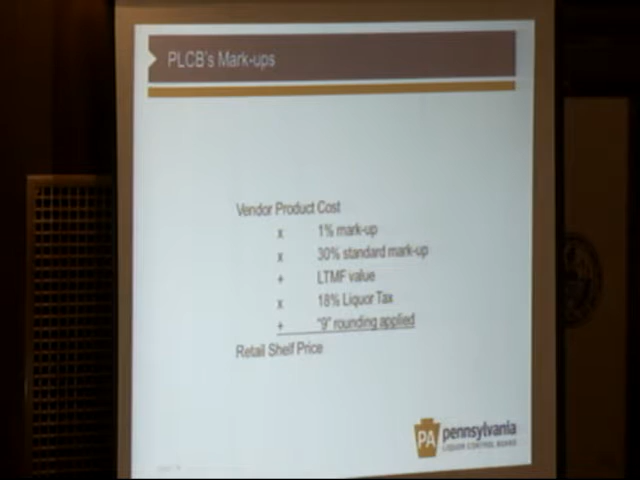 PLCB's Mark-ups
Vendor Product Cost
x 1% mark-up
x 30% standard mark-up
+ LTMF value
x 18% Liquor Tax
+ "9" rounding applied
Retail Shelf Price
PA pennsylvania
LIQUOR CONTROL BOARD